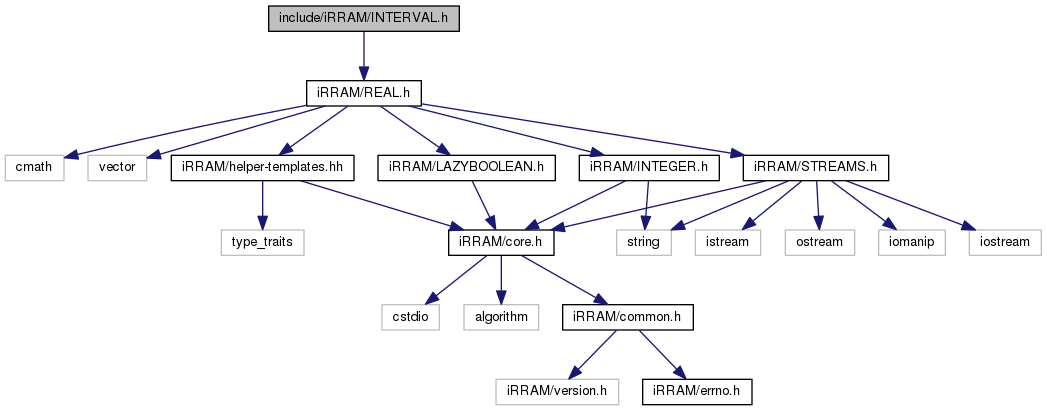 include/iRRAM/INTERVAL.h
iRRAM/REAL.h
cmath
vector
iRRAM/helper-templates.hh
iRRAM/LAZYBOOLEAN.h
iRRAM/INTEGER.h
iRRAM/STREAMS.h
type_traits
iRRAM/core.h
string
istream
ostream
iomanip
iostream
cstdio
algorithm
iRRAM/common.h
iRRAM/version.h
iRRAM/errno.h